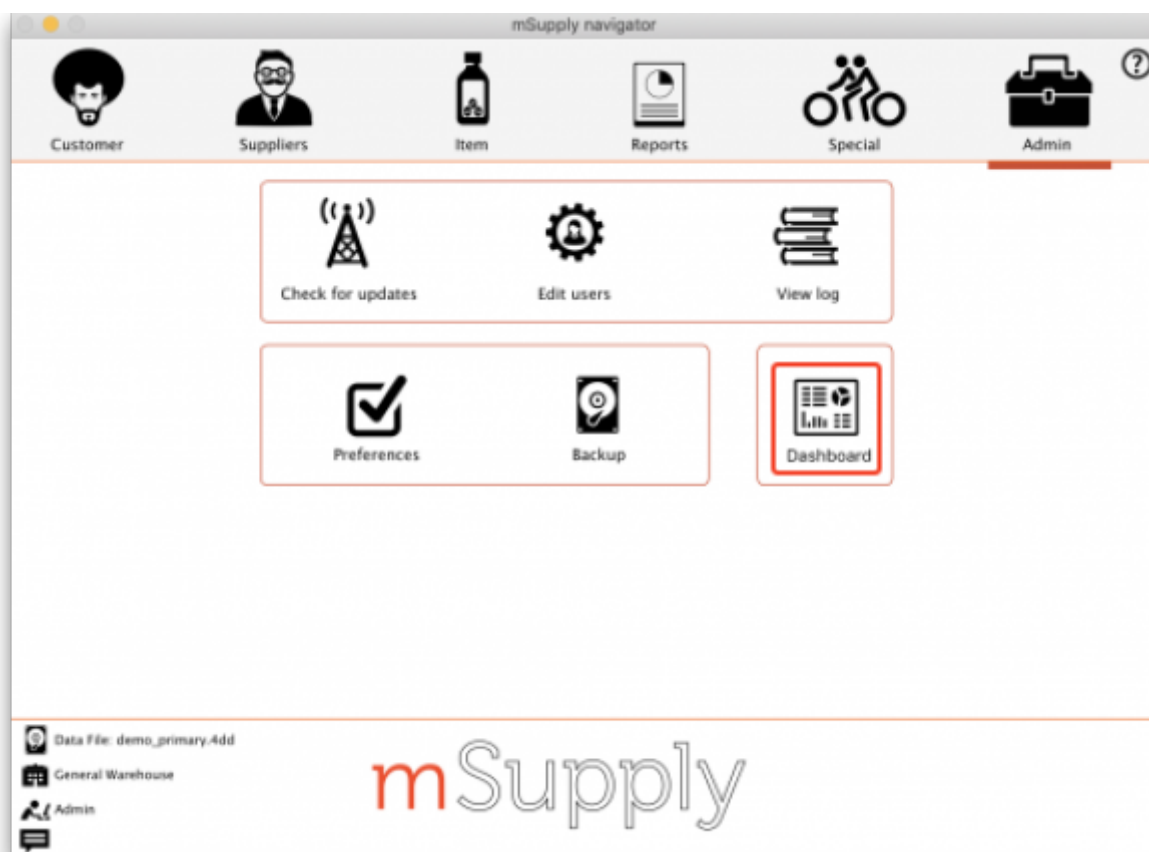 mSupply navigator
?
Customer Suppliers Item Reports Special Admin
Check for updates Edit users View log
Preferences Backup Dashboard
Data File: demo_primary.4dd
General Warehouse
Admin
mSupply